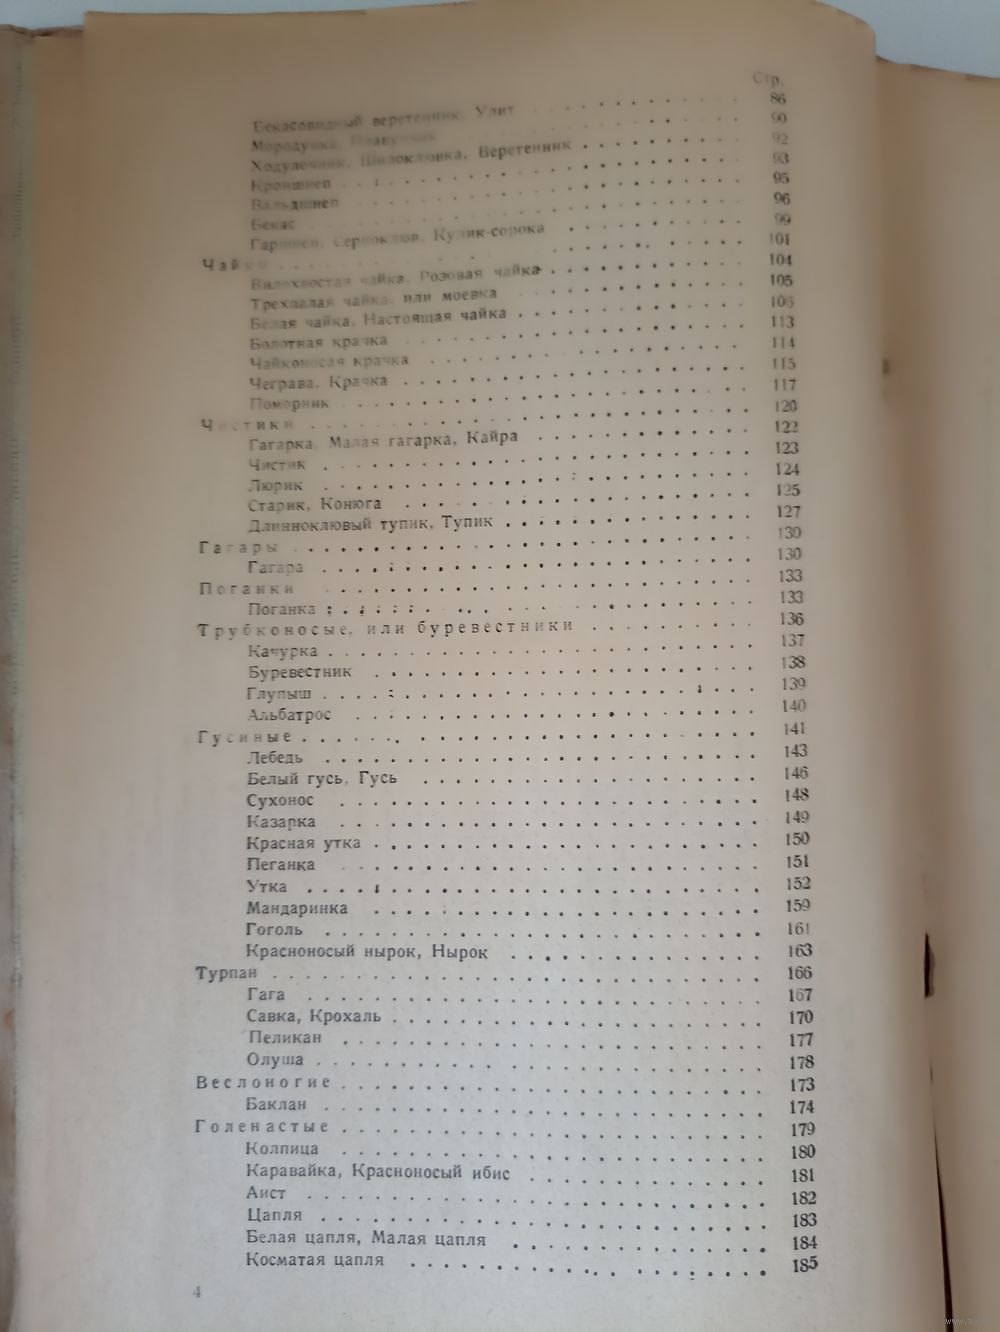 Стр.
Бекасовидный веретенник, Улит . . . 86
Мородунка, Плавунчик . . . 90
Ходулочник, Шилоклювка, Веретенник . . . 92
Кроншнеп . . . 93
Вальдшнеп . . . 95
Бекас . . . 96
Гаршнеп, Серпоклюв, Кулик-сорока . . . 99
Чайки . . . 101
Вилохвостая чайка, Розовая чайка . . . 104
Трехпалая чайка, или моевка . . . 105
Белая чайка, Настоящая чайка . . . 106
Болотная крачка . . . 113
Чайконосая крачка . . . 114
Чеграва, Крачка . . . 115
Поморник . . . 117
Чистики . . . 120
Гагарка, Малая гагарка, Кайра . . . 122
Чистик . . . 123
Люрик . . . 124
Старик, Конюга . . . 125
Длинноклювый тупик, Тупик . . . 127
Гагары . . . 130
Гагара . . . 130
Поганки . . . 133
Поганка . . . 133
Трубконосые, или буревестники . . . 136
Качурка . . . 137
Буревестник . . . 138
Глупыш . . . 139
Альбатрос . . . 140
Гусиные . . . 141
Лебедь . . . 143
Белый гусь, Гусь . . . 146
Сухонос . . . 148
Казарка . . . 149
Красная утка . . . 150
Пеганка . . . 151
Утка . . . 152
Мандаринка . . . 159
Гоголь . . . 161
Красноносый нырок, Нырок . . . 163
Турпан . . . 166
Гага . . . 167
Савка, Крохаль . . . 170
Пеликан . . . 177
Олуша . . . 178
Веслоногие . . . 173
Баклан . . . 174
Голенастые . . . 179
Колпица . . . 180
Каравайка, Красноносый ибис . . . 181
Аист . . . 182
Цапля . . . 183
Белая цапля, Малая цапля . . . 184
Косматая цапля . . . 185
4